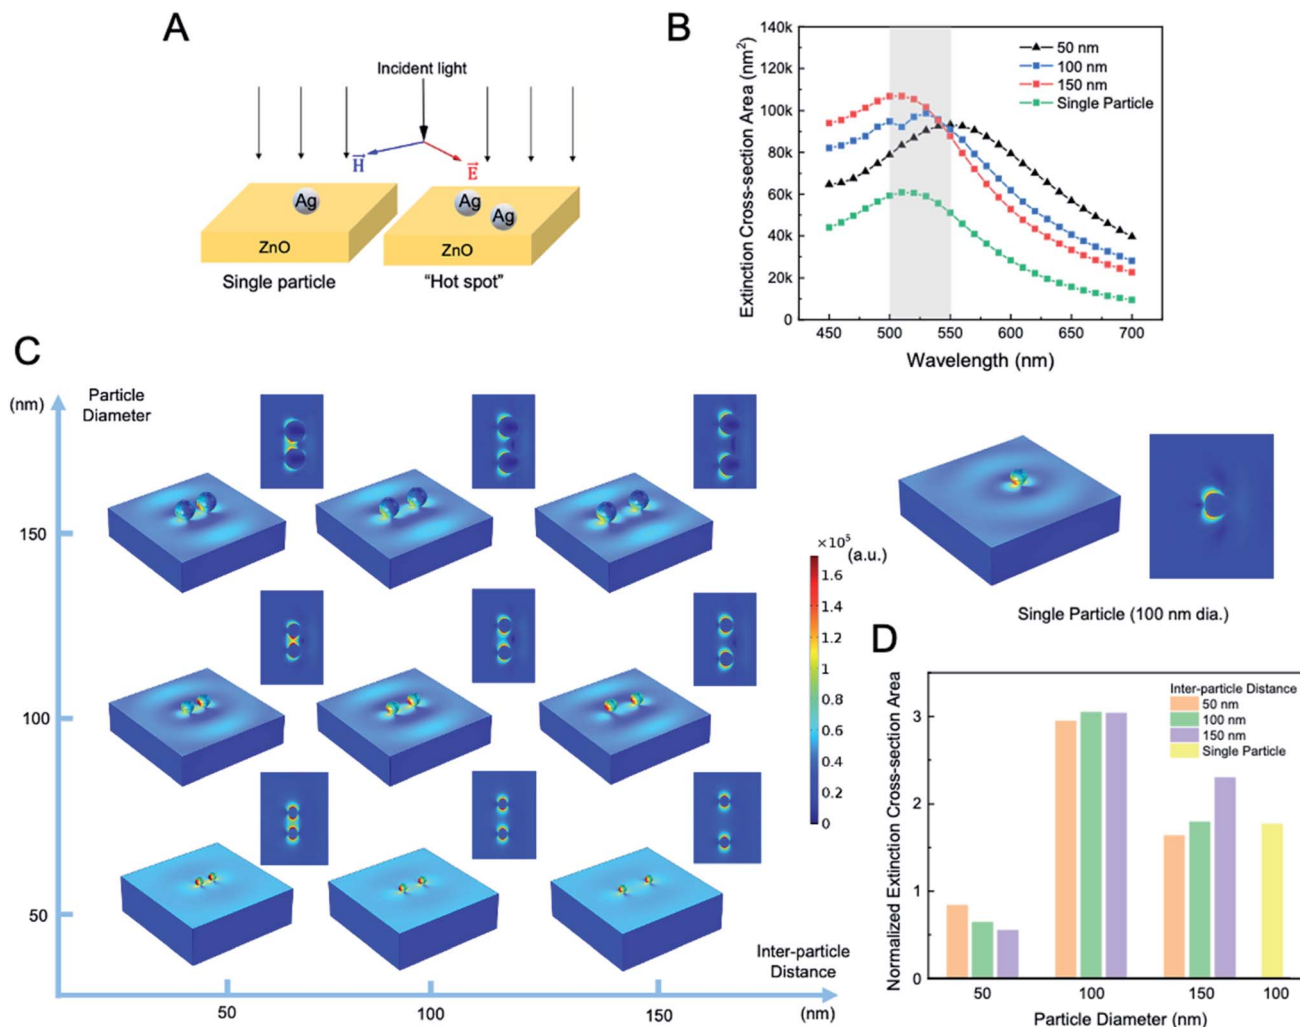 A
Incident light
H
E
Ag
Ag
Ag
ZnO
ZnO
Single particle
“Hot spot”
B
Extinction Cross-section Area (nm²)
140k
120k
100k
80k
60k
40k
20k
0
50 nm
100 nm
150 nm
Single Particle
450
500
550
600
650
700
Wavelength (nm)
C
Particle
Diameter
(nm)
150
100
50
50
100
150
(nm)
Inter-particle
Distance
×10⁵
(a.u.)
1.6
1.4
1.2
1
0.8
0.6
0.4
0.2
0
Single Particle (100 nm dia.)
D
Normalized Extinction Cross-section Area
3
2
1
0
Inter-particle Distance
50 nm
100 nm
150 nm
Single Particle
50
100
150
100
Particle Diameter (nm)